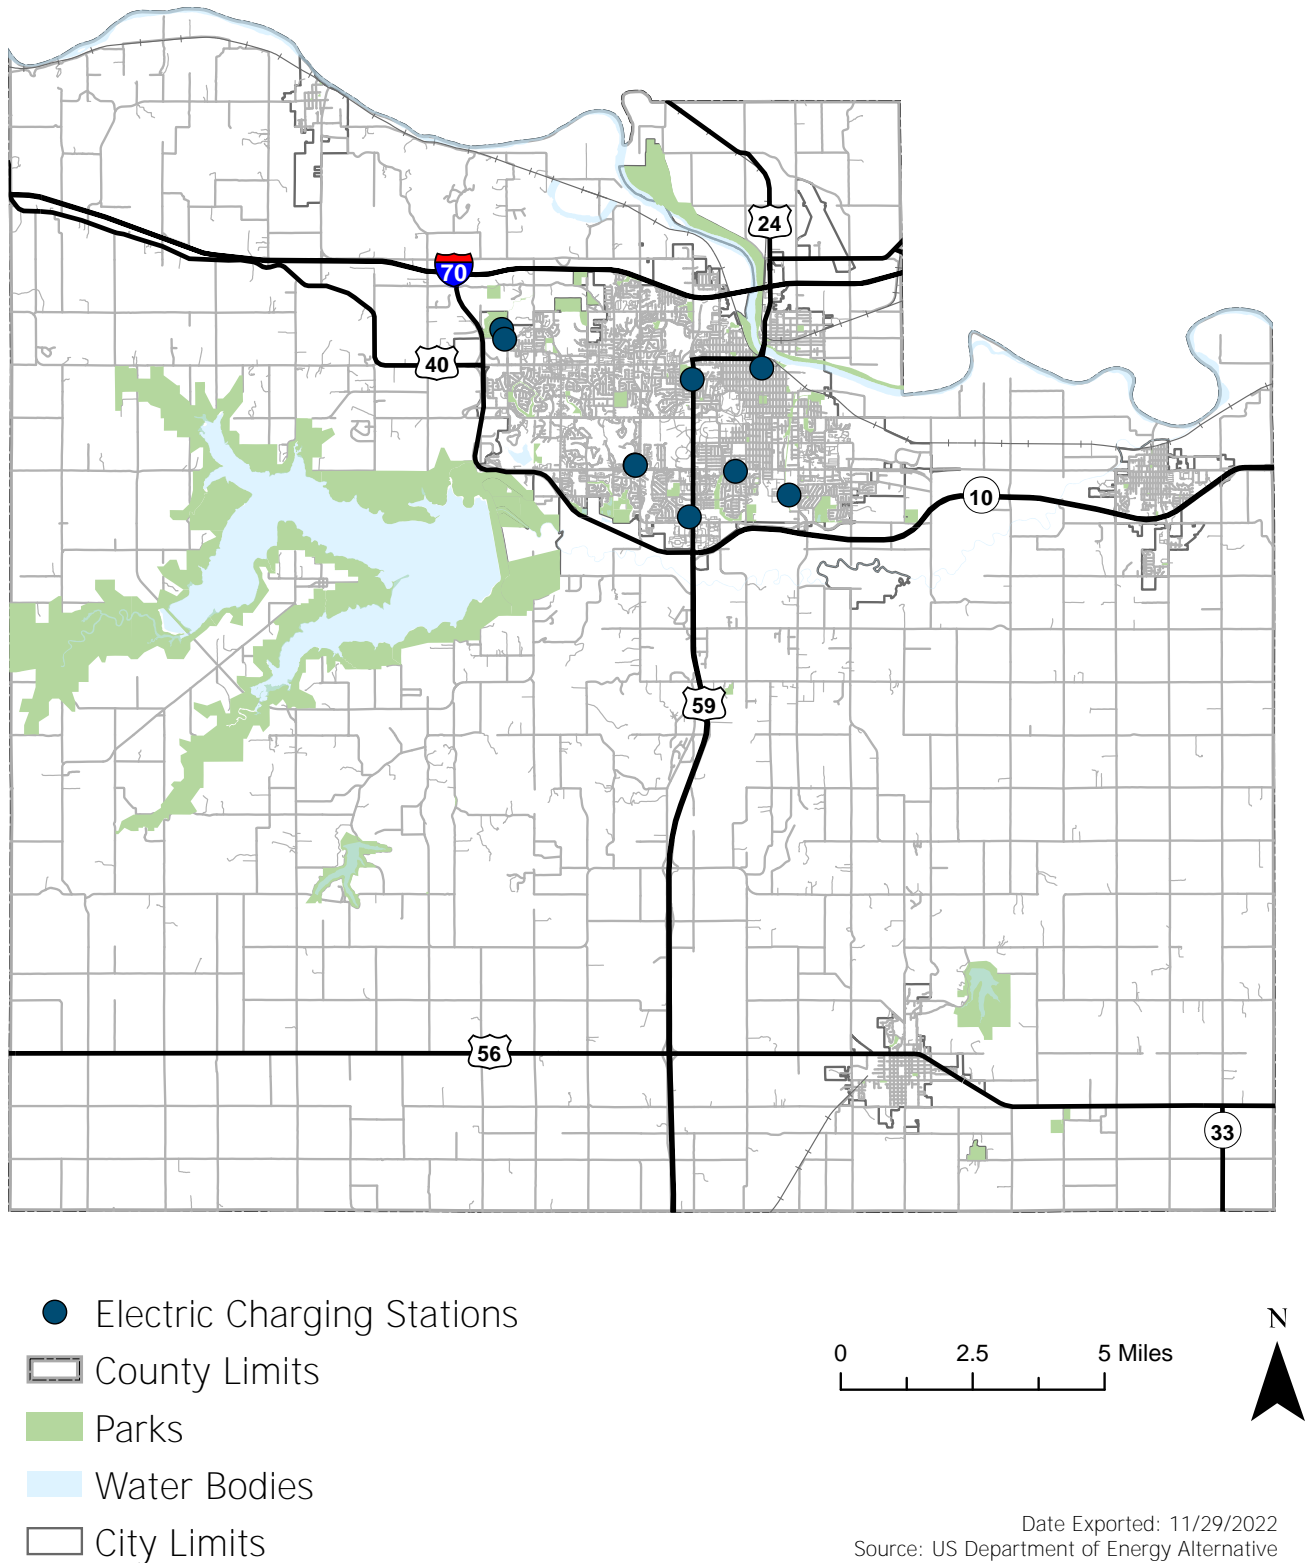 24
70
40
10
59
56
33
Electric Charging Stations
County Limits
Parks
Water Bodies
City Limits
0 2.5 5 Miles
N
Date Exported: 11/29/2022
Source: US Department of Energy Alternative